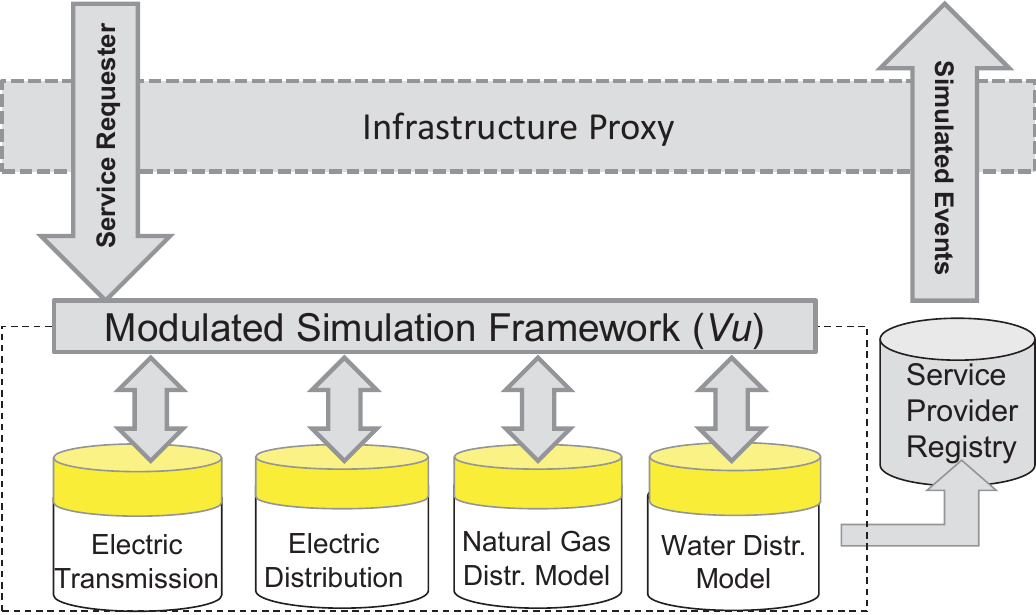 Service Requester
Infrastructure Proxy
Simulated Events
Modulated Simulation Framework (Vu)
Service
Provider
Registry
Electric
Transmission
Electric
Distribution
Natural Gas
Distr. Model
Water Distr.
Model